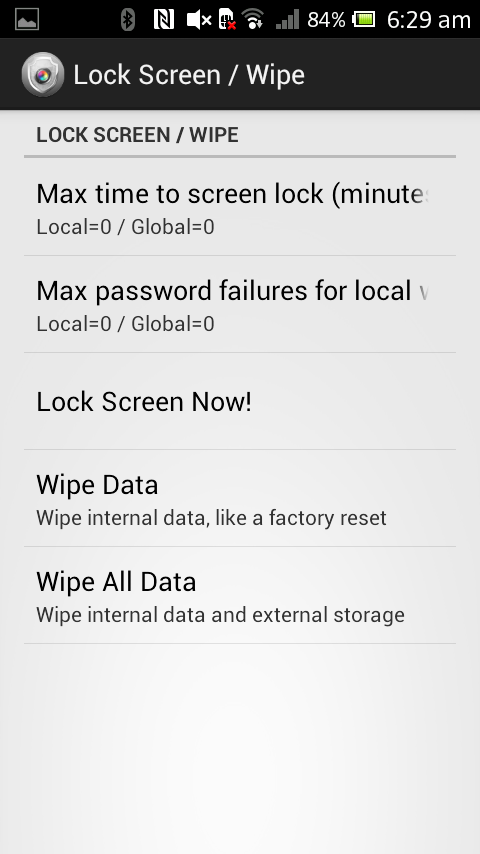 84% 6:29 am
Lock Screen / Wipe
LOCK SCREEN / WIPE
Max time to screen lock (minute
Local=0 / Global=0
Max password failures for local
Local=0 / Global=0
Lock Screen Now!
Wipe Data
Wipe internal data, like a factory reset
Wipe All Data
Wipe internal data and external storage